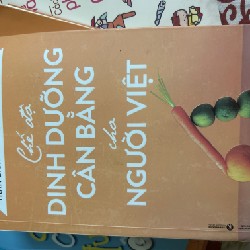 Chế độ
DINH DƯỠNG
CÂN BẰNG
cho
NGƯỜI VIỆT